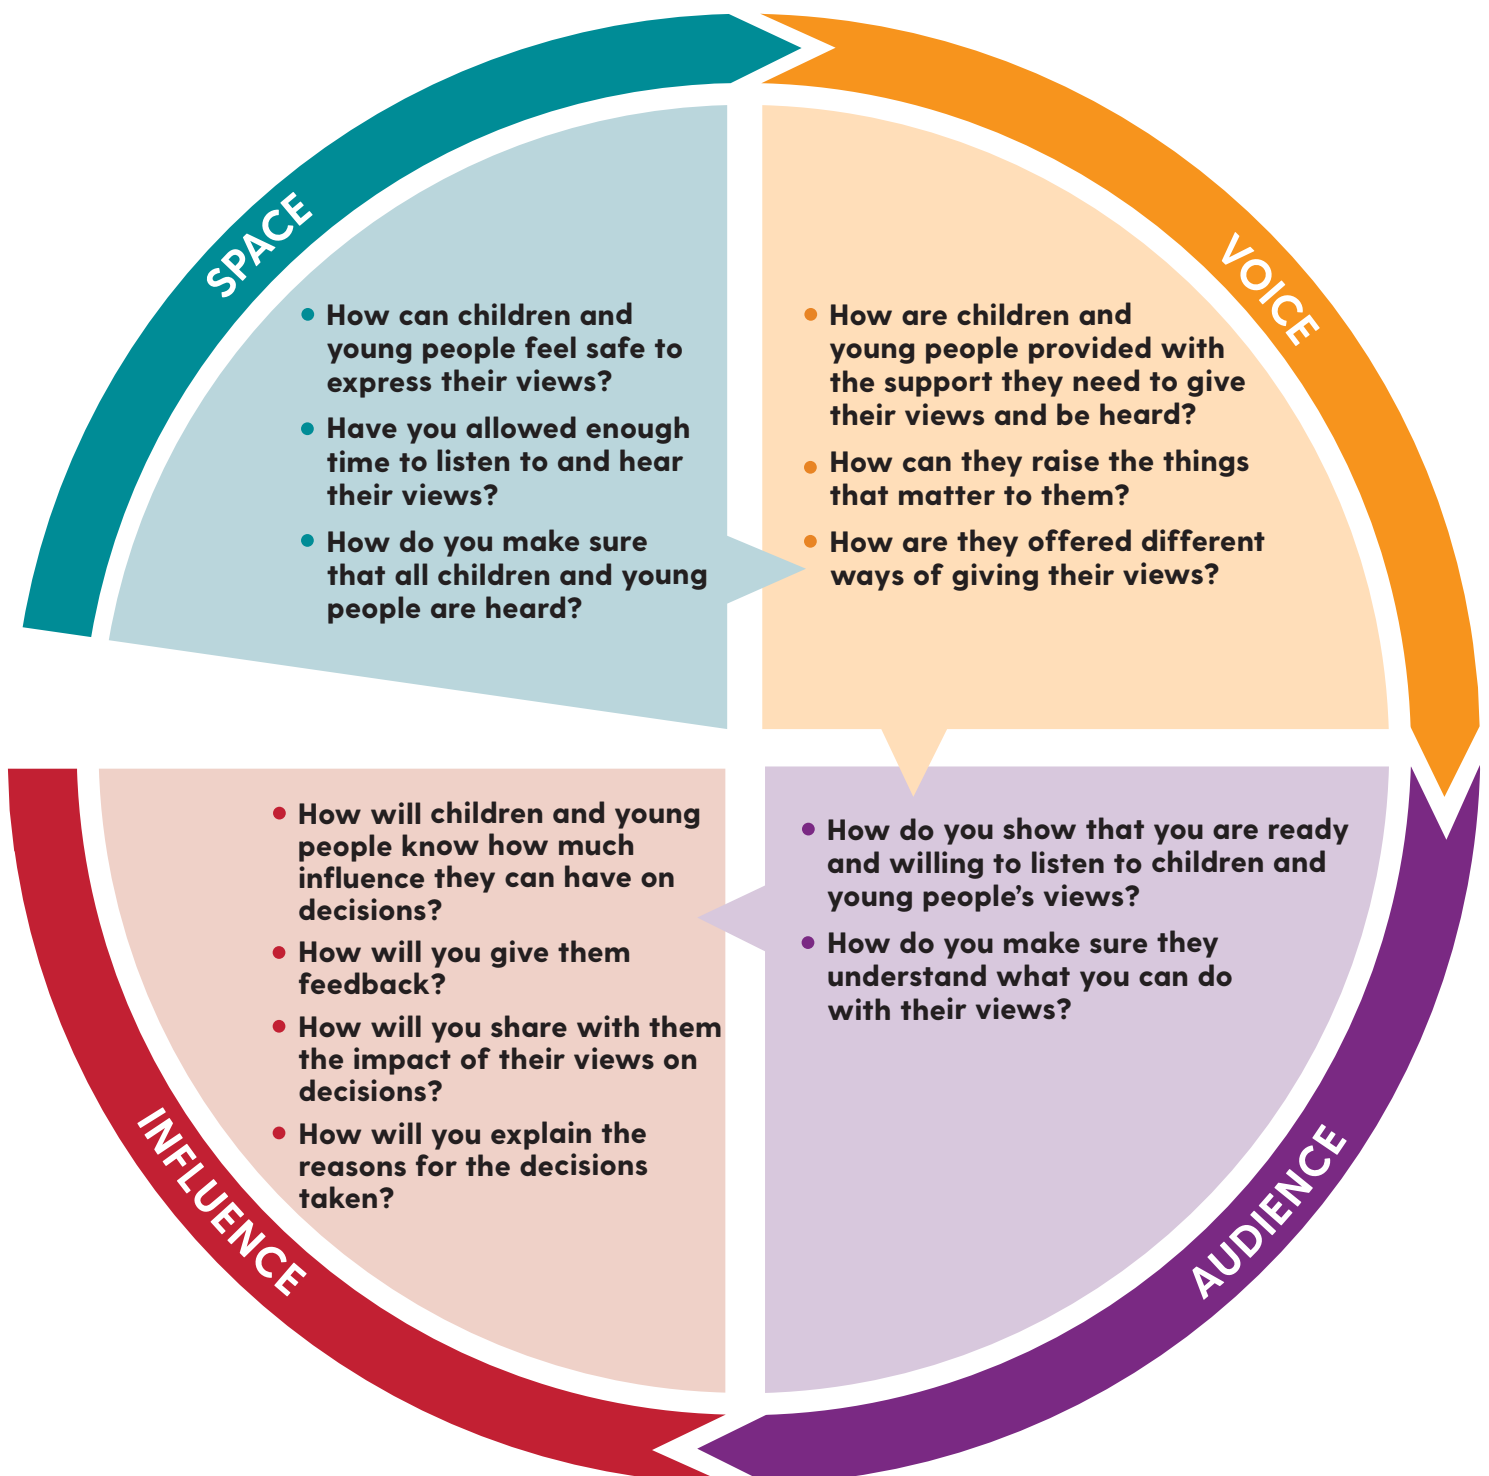 SPACE
How can children and
young people feel safe to
express their views?
Have you allowed enough
time to listen to and hear
their views?
How do you make sure
that all children and young
people are heard?
VOICE
How are children and
young people provided with
the support they need to give
their views and be heard?
How can they raise the things
that matter to them?
How are they offered different
ways of giving their views?
AUDIENCE
How do you show that you are ready
and willing to listen to children and
young people’s views?
How do you make sure they
understand what you can do
with their views?
INFLUENCE
How will children and young
people know how much
influence they can have on
decisions?
How will you give them
feedback?
How will you share with them
the impact of their views on
decisions?
How will you explain the
reasons for the decisions
taken?